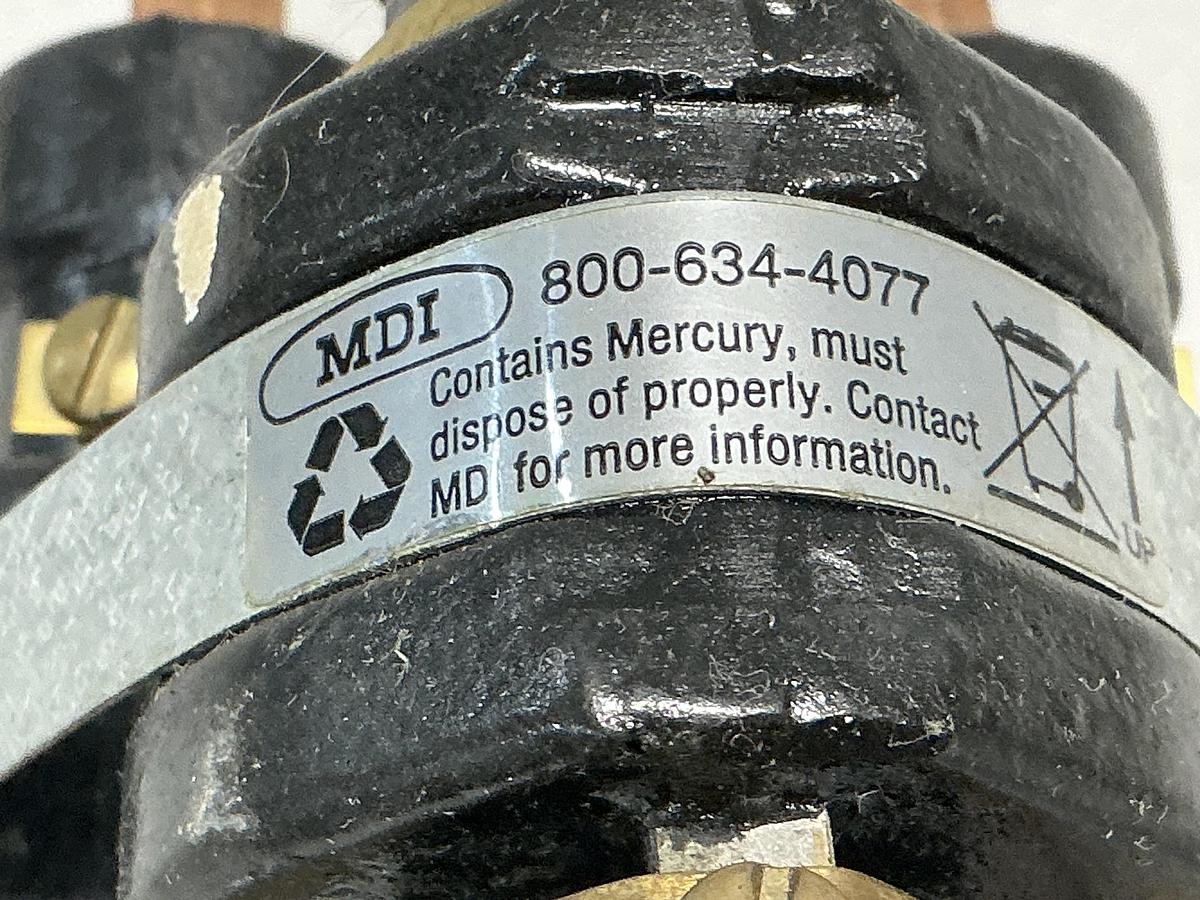 MDI
800-634-4077
Contains Mercury, must
dispose of properly. Contact
MDI for more information.
UP